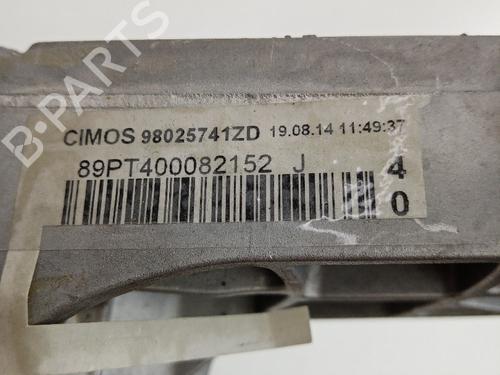 CIMOS 98025741ZD 19.08.14 11:49:37
89PT400082152 J 4
0
B PARTS